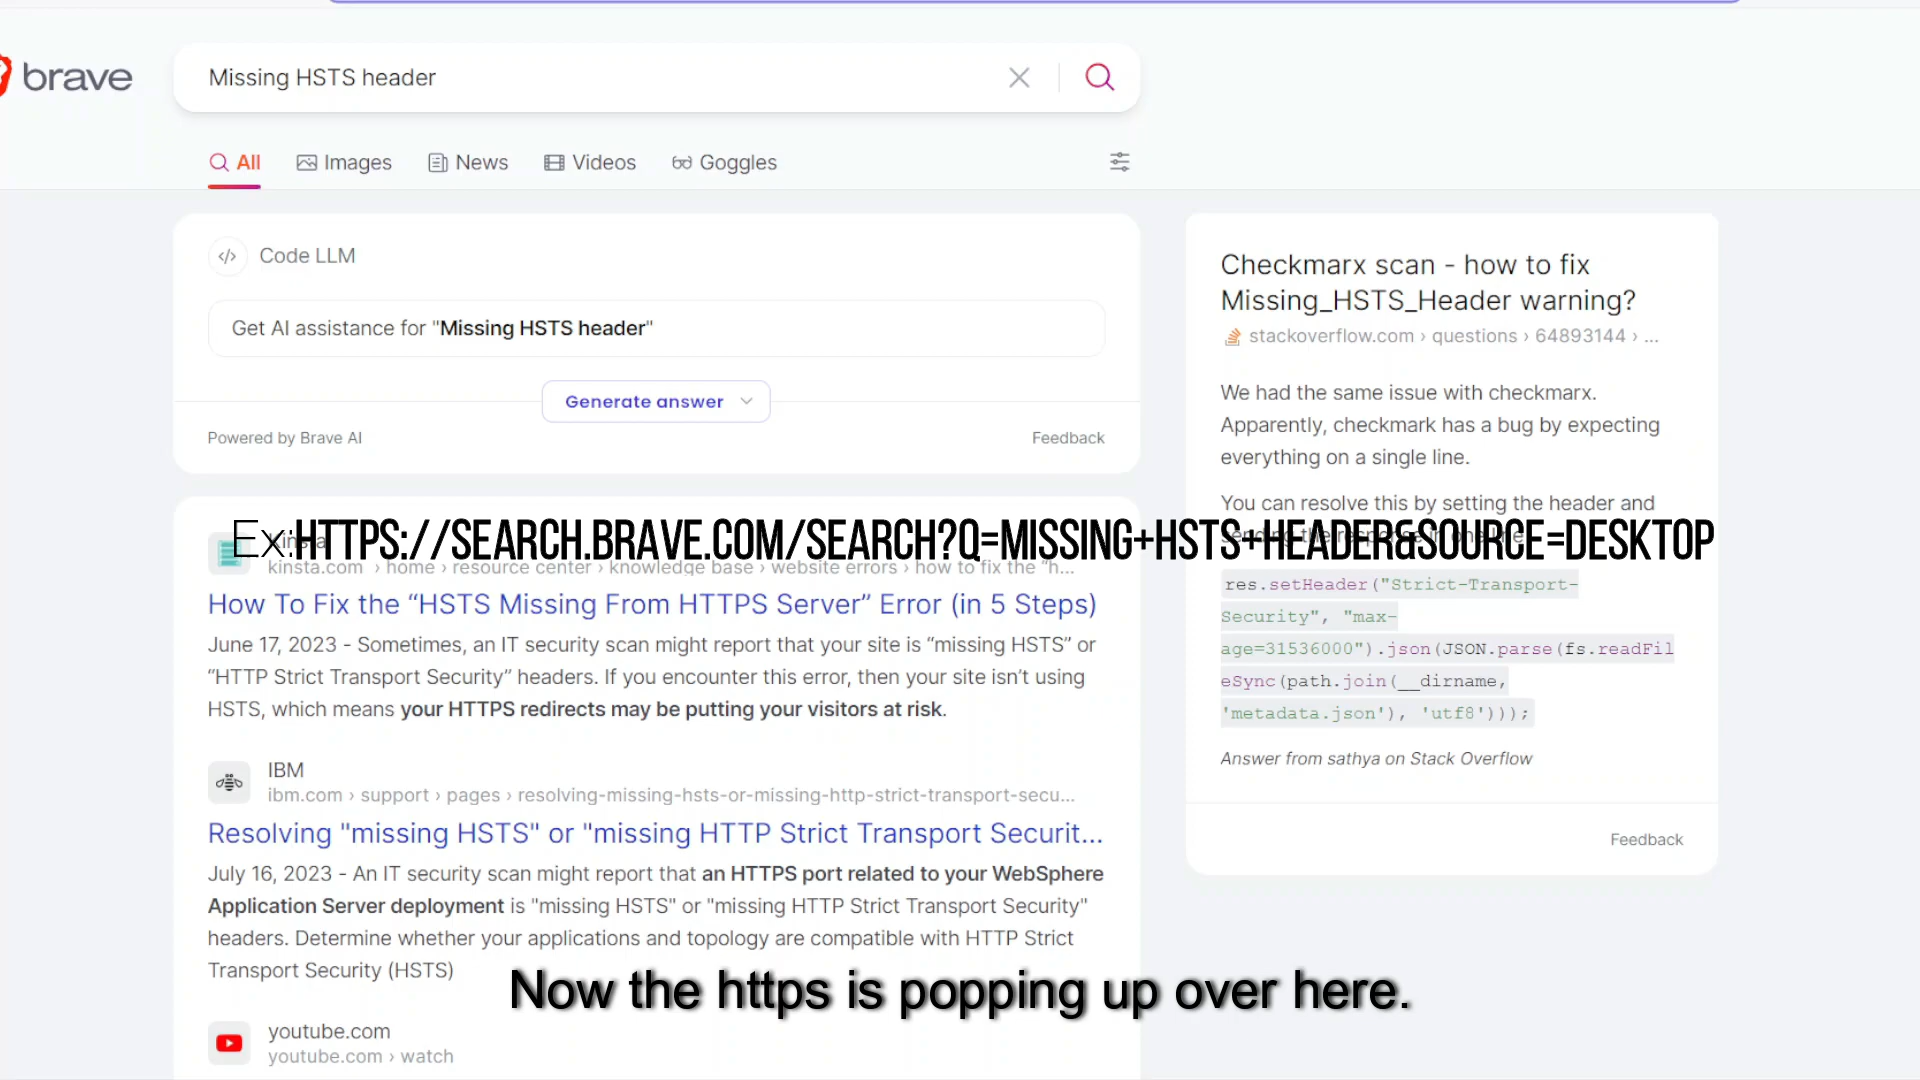 brave
Missing HSTS header
All
Images
News
Videos
Goggles
Code LLM
Get AI assistance for "Missing HSTS header"
Generate answer
Powered by Brave AI
Feedback
Ex:HTTPS://SEARCH.BRAVE.COM/SEARCH?Q=MISSING+HSTS+HEADER&SOURCE=DESKTOP
Kinsta
kinsta.com › home › resource center › knowledge base › website errors › how to fix the “h...
How To Fix the “HSTS Missing From HTTPS Server” Error (in 5 Steps)
June 17, 2023 - Sometimes, an IT security scan might report that your site is “missing HSTS” or
“HTTP Strict Transport Security” headers. If you encounter this error, then your site isn’t using
HSTS, which means your HTTPS redirects may be putting your visitors at risk.
IBM
ibm.com › support › pages › resolving-missing-hsts-or-missing-http-strict-transport-secu...
Resolving "missing HSTS" or "missing HTTP Strict Transport Securit...
July 16, 2023 - An IT security scan might report that an HTTPS port related to your WebSphere
Application Server deployment is "missing HSTS" or "missing HTTP Strict Transport Security"
headers. Determine whether your applications and topology are compatible with HTTP Strict
Transport Security (HSTS)
youtube.com
youtube.com › watch
Checkmarx scan - how to fix
Missing_HSTS_Header warning?
stackoverflow.com › questions › 64893144 › ...
We had the same issue with checkmarx.
Apparently, checkmark has a bug by expecting
everything on a single line.
You can resolve this by setting the header and
sending the response in one line
res.setHeader("Strict-Transport-
Security", "max-
age=31536000").json(JSON.parse(fs.readFil
eSync(path.join(__dirname,
'metadata.json'), 'utf8')));
Answer from sathya on Stack Overflow
Feedback
Now the https is popping up over here.